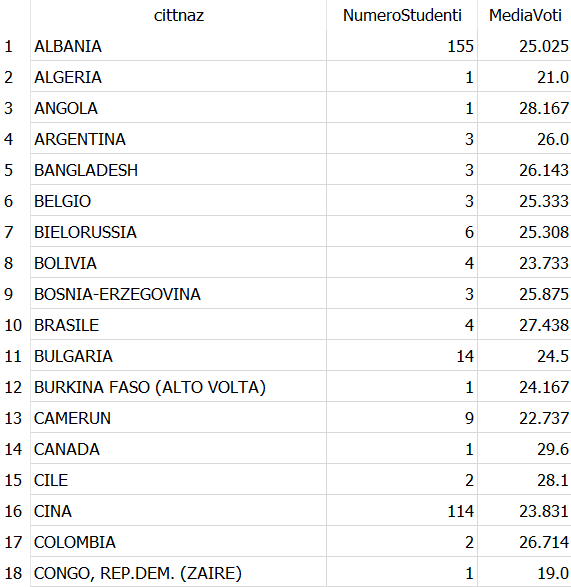 cittnaz NumeroStudenti MediaVoti
1 ALBANIA 155 25.025
2 ALGERIA 1 21.0
3 ANGOLA 1 28.167
4 ARGENTINA 3 26.0
5 BANGLADESH 3 26.143
6 BELGIO 3 25.333
7 BIELORUSSIA 6 25.308
8 BOLIVIA 4 23.733
9 BOSNIA-ERZEGOVINA 3 25.875
10 BRASILE 4 27.438
11 BULGARIA 14 24.5
12 BURKINA FASO (ALTO VOLTA) 1 24.167
13 CAMERUN 9 22.737
14 CANADA 1 29.6
15 CILE 2 28.1
16 CINA 114 23.831
17 COLOMBIA 2 26.714
18 CONGO, REP.DEM. (ZAIRE) 1 19.0